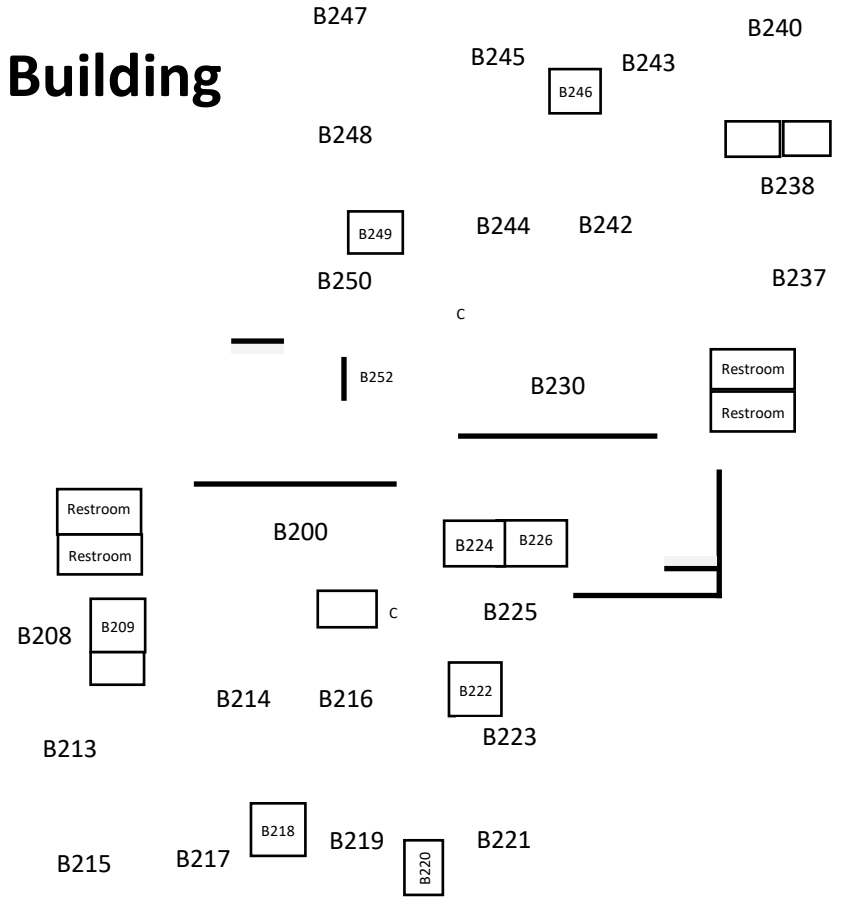 B247
B240
B245
B243
Building
B246
B248
B238
B244
B242
B249
B250
B237
C
Restroom
B252
B230
Restroom
Restroom
B200
B224
B226
Restroom
B225
C
B209
B208
B222
B214
B216
B223
B213
B218
B219
B221
B217
B215
B220